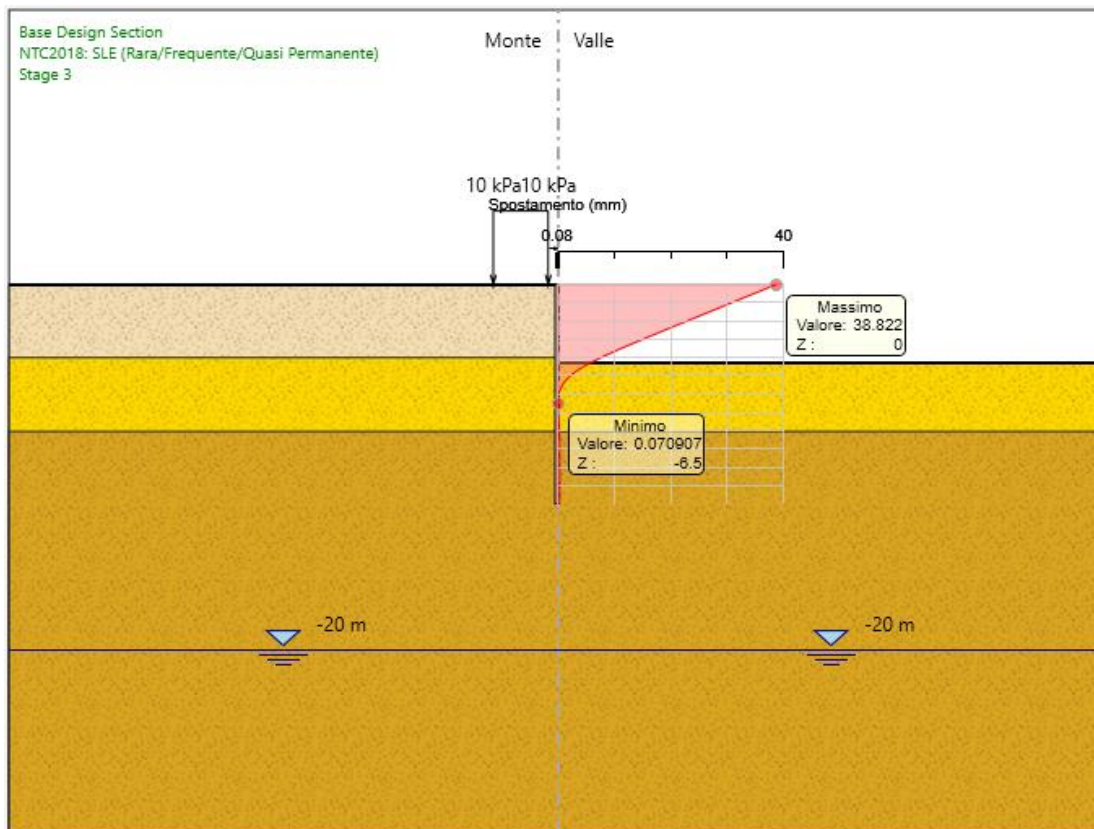 Base Design Section
NTC2018: SLE (Rara/Frequente/Quasi Permanente)
Stage 3
Monte
Valle
10 kPa10 kPa
Spostamento (mm)
0.08
40
Massimo
Valore: 38.822
Z : 0
Minimo
Valore: 0.070907
Z : -6.5
-20 m
-20 m